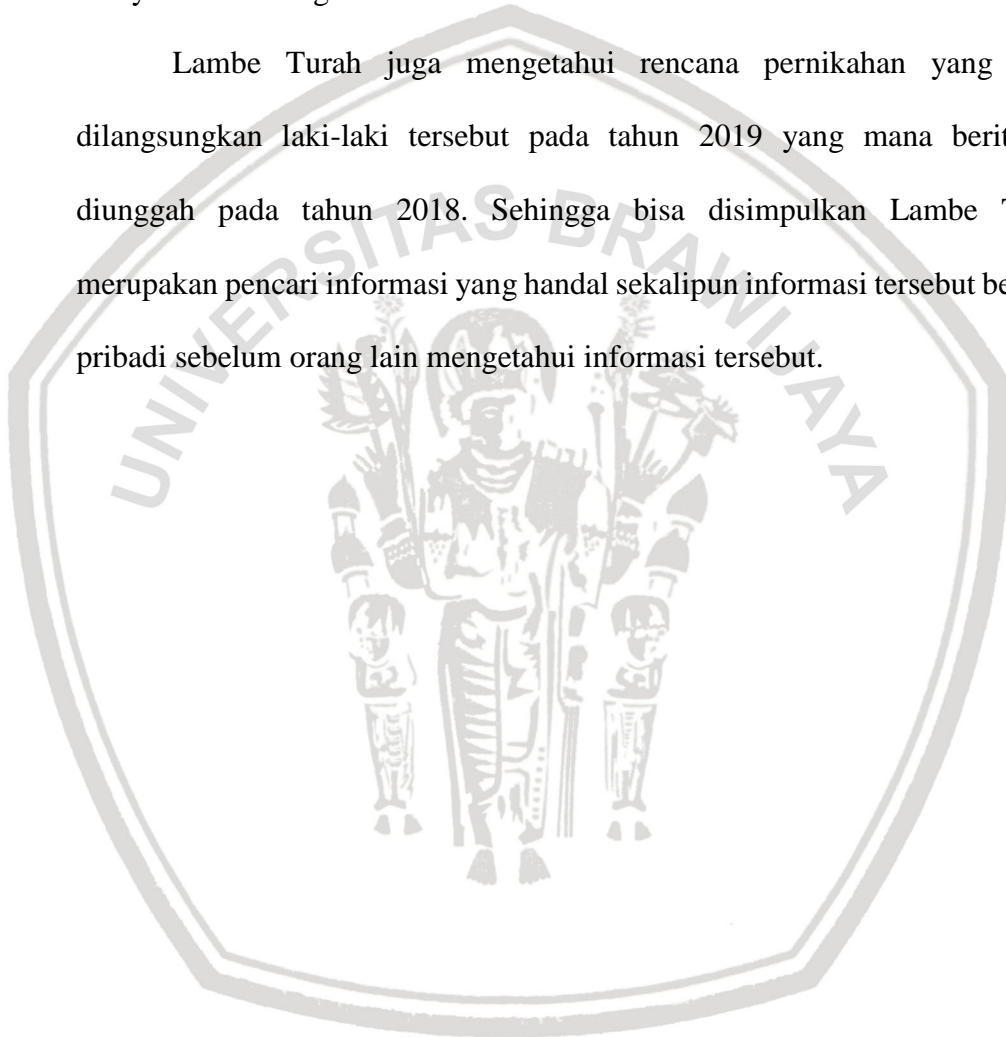 Lambe Turah juga mengetahui rencana pernikahan yang
dilangsungkan laki-laki tersebut pada tahun 2019 yang mana
diunggah pada tahun 2018. Sehingga bisa disimpulkan Lambe
merupakan pencari informasi yang handal sekalipun informasi tersebut
pribadi sebelum orang lain mengetahui informasi tersebut.
UNIVERSITAS BRAWIJAYA